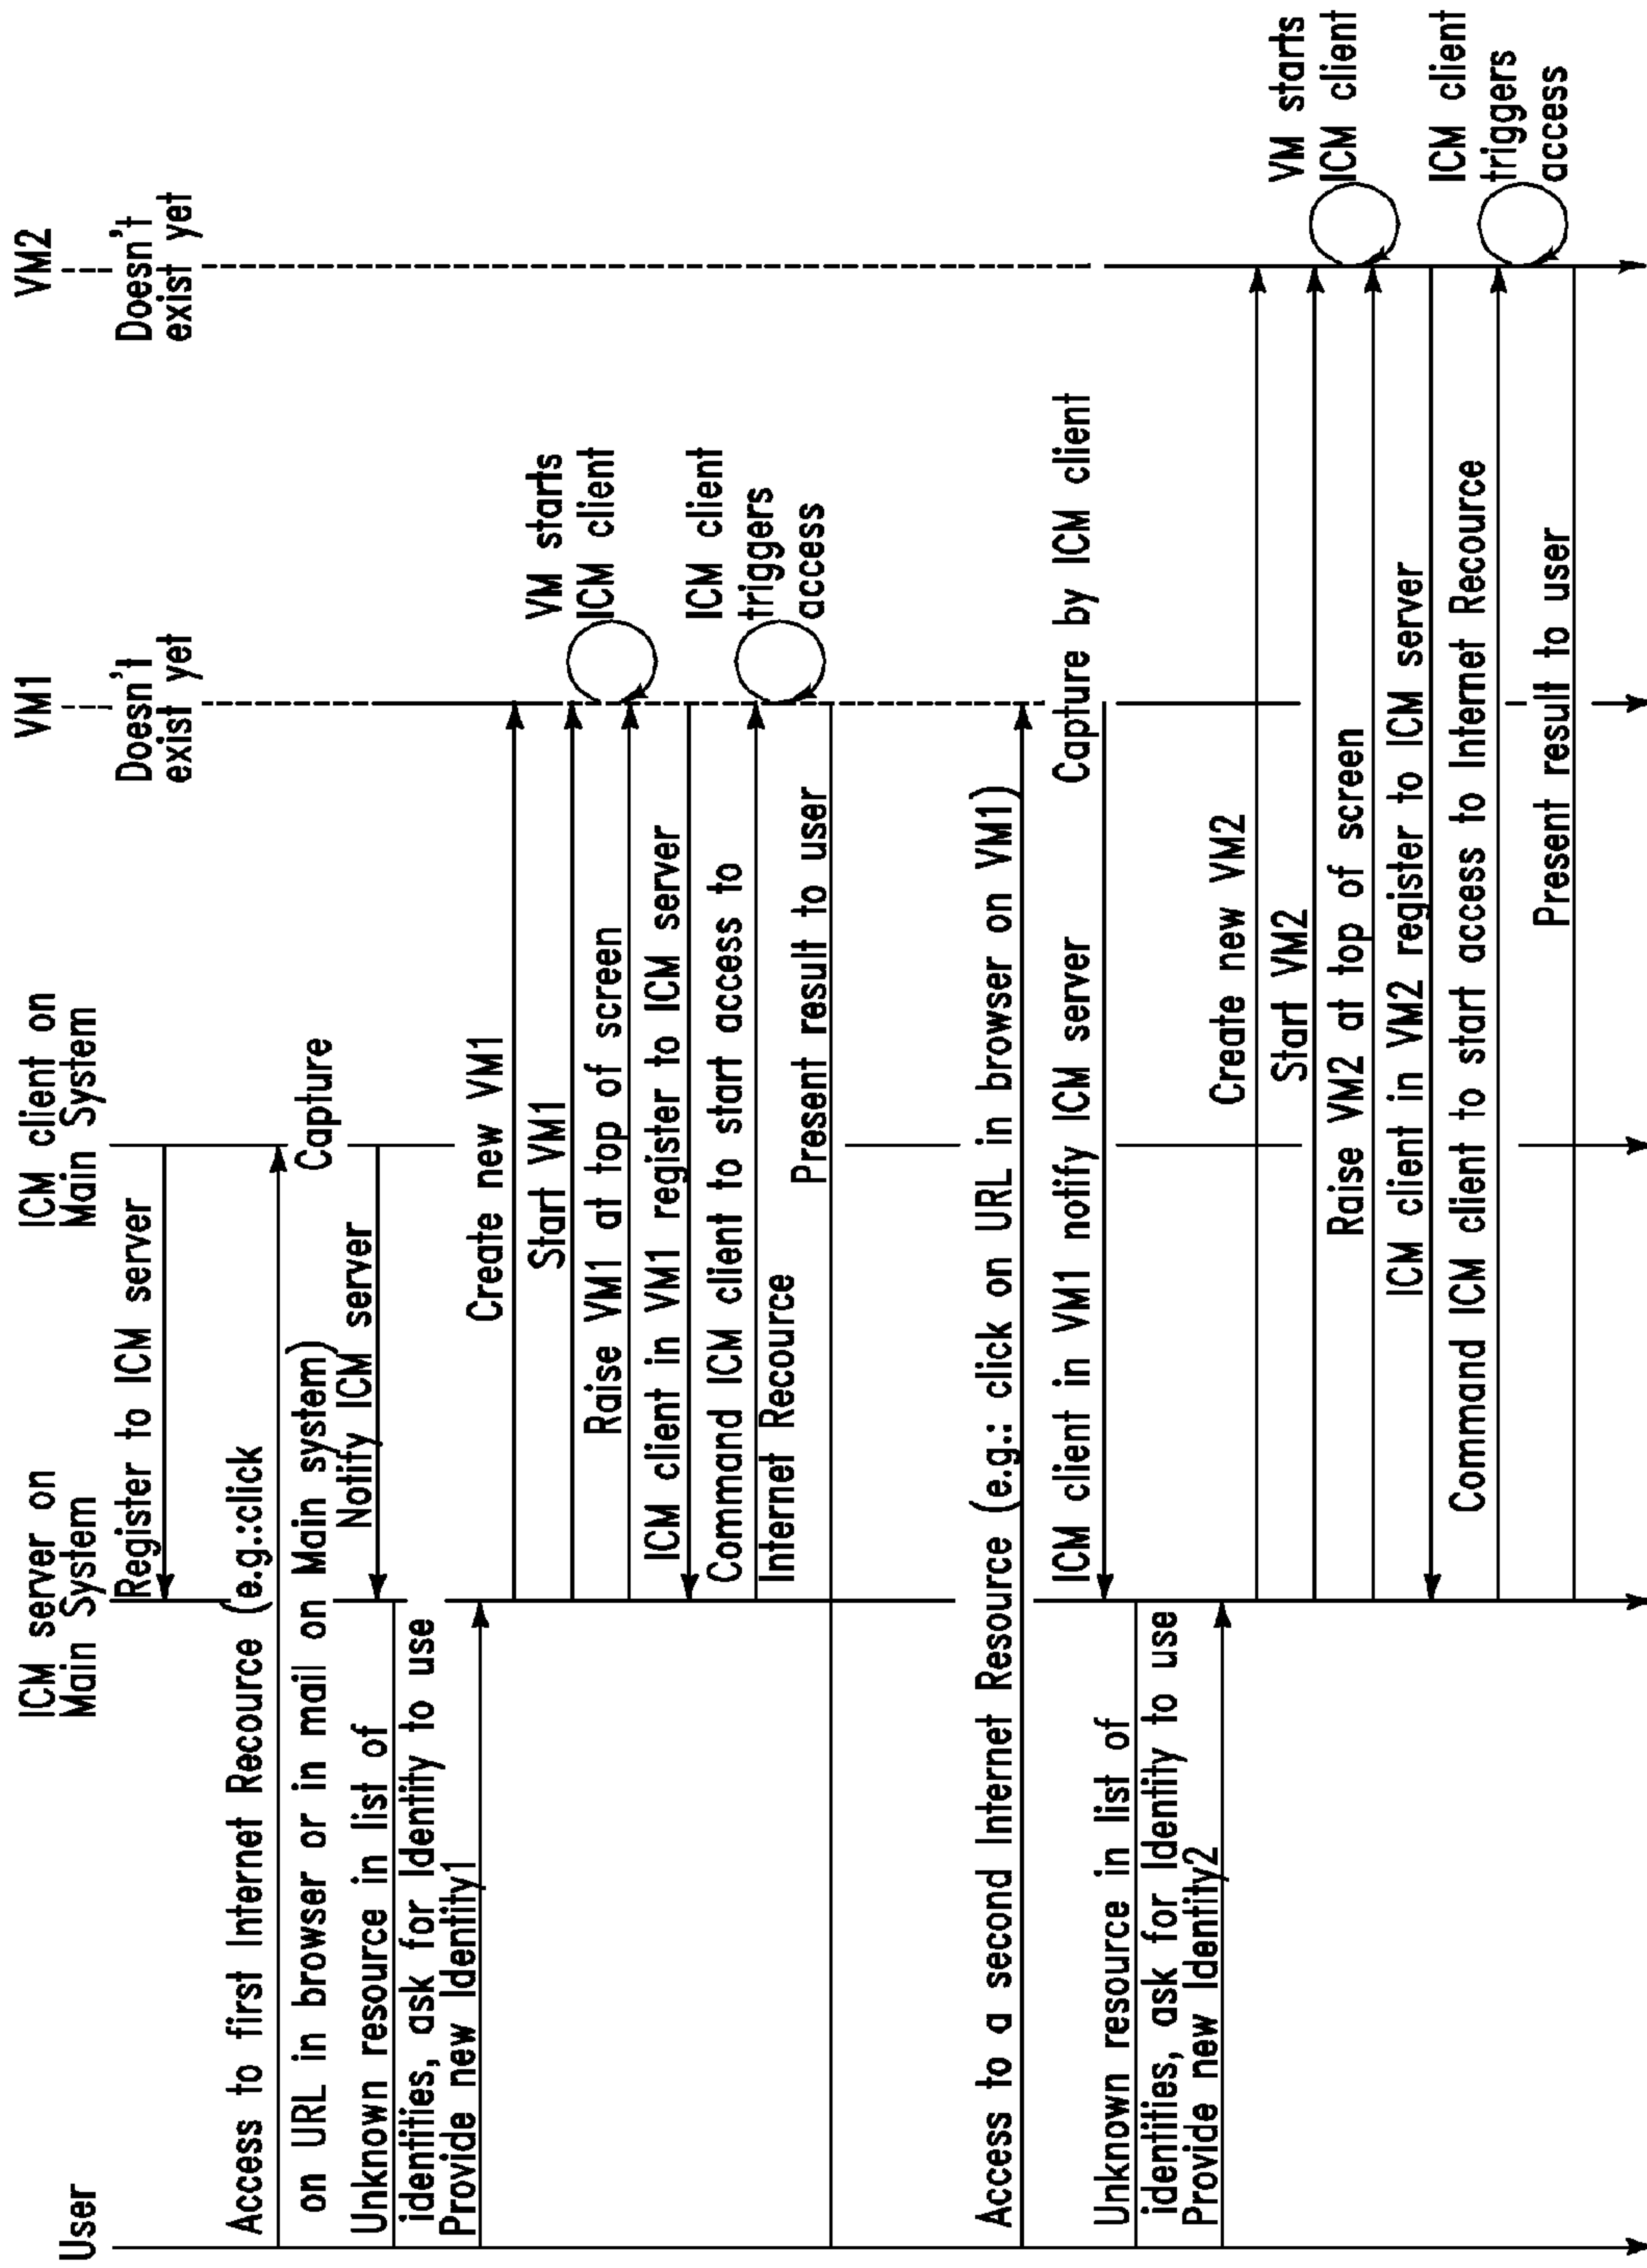 User
ICM server on
Main System
ICM client on
Main System
VM1
VM2
Doesn't
exist yet
Doesn't
exist yet
Register to ICM server
Access to first Internet Recource (e.g.:click
on URL in browser or in mail on Main system)
Capture
Notify ICM server
Unknown resource in list of
identities, ask for Identity to use
Provide new Identity1
Create new VM1
Start VM1
VM starts
ICM client
Raise VM1 at top of screen
ICM client in VM1 register to ICM server
Command ICM client to start access to
Internet Recource
ICM client
triggers
access
Present result to user
Access to a second Internet Resource (e.g.: click on URL in browser on VM1)
Capture by ICM client
ICM client in VM1 notify ICM server
Unknown resource in list of
identities, ask for Identity to use
Provide new Identity2
Create new VM2
Start VM2
VM starts
ICM client
Raise VM2 at top of screen
ICM client in VM2 register to ICM server
Command ICM client to start access to Internet Recource
ICM client
triggers
access
Present result to user